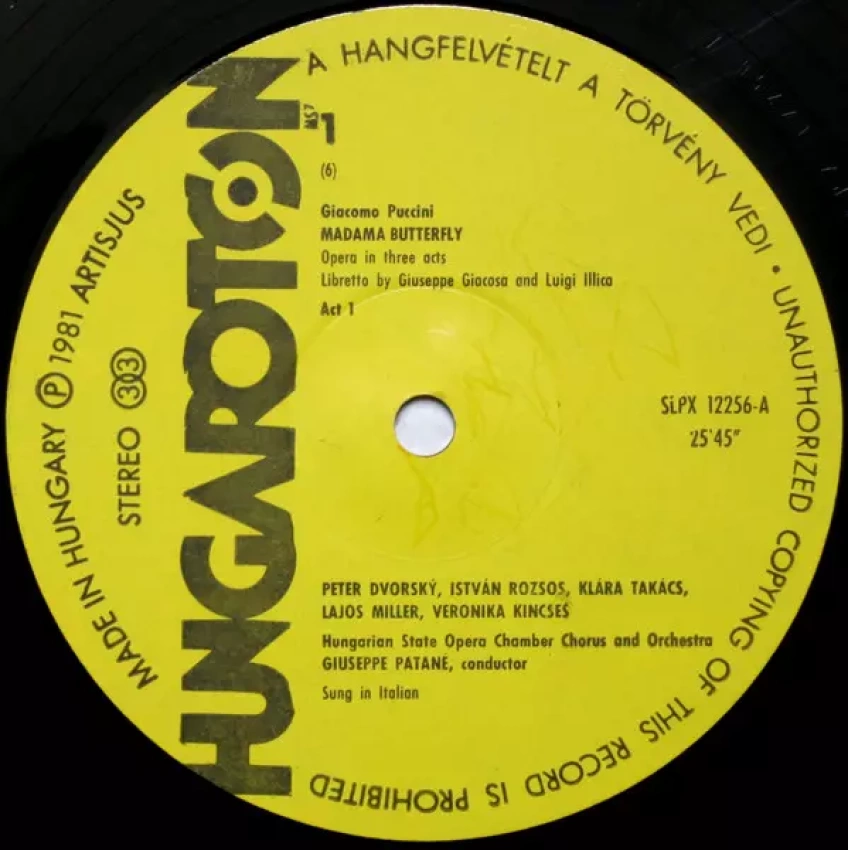 A HANGFELVÉTELT A TÖRVÉNY VEDI • UNAUTHORIZED COPYING OF THIS RECORD IS PROHIBITED
MADE IN HUNGARY Ⓟ 1981 ARTISJUS
STEREO 33
HUNGAROTON
MS7
1
(6)
Giacomo Puccini
MADAMA BUTTERFLY
Opera in three acts
Libretto by Giuseppe Giacosa and Luigi Illica
Act 1
SLPX 12256-A
25'45"
PETER DVORSKÝ, ISTVÁN ROZSOS, KLÁRA TAKÁCS,
LAJOS MILLER, VERONIKA KINCSES
Hungarian State Opera Chamber Chorus and Orchestra
GIUSEPPE PATANÉ, conductor
Sung in Italian